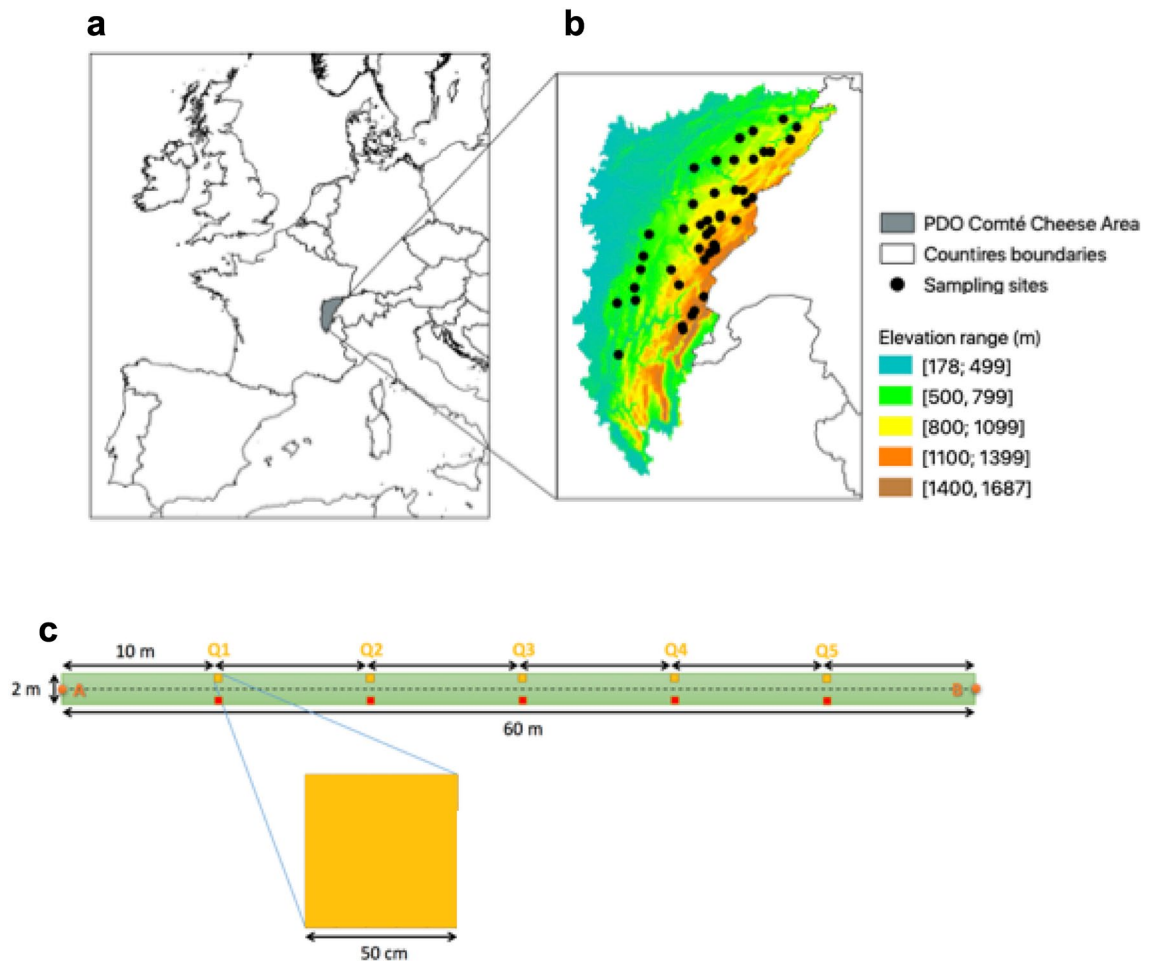 a
b
PDO Comté Cheese Area
Countires boundaries
Sampling sites
Elevation range (m)
[178; 499]
[500, 799]
[800; 1099]
[1100; 1399]
[1400, 1687]
c
10 m
Q1
Q2
Q3
Q4
Q5
2 m
A
B
60 m
50 cm